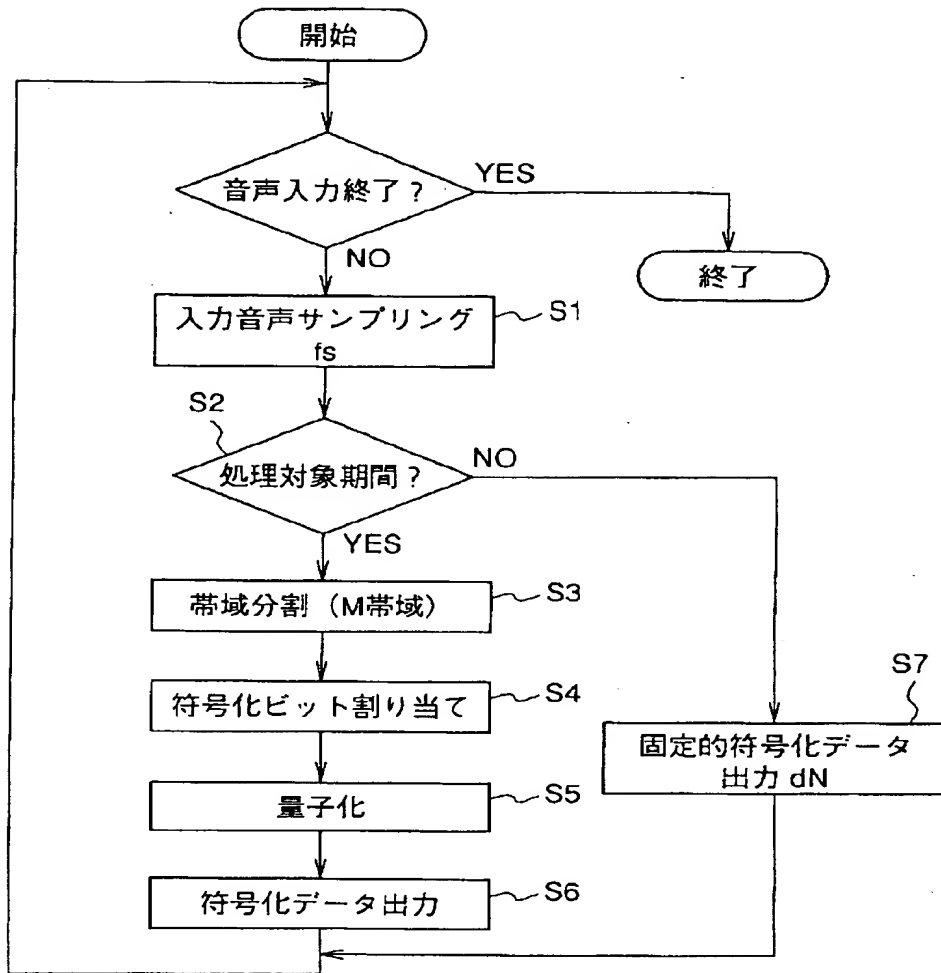 開始
音声入力終了?
YES
NO
終了
入力音声サンプリング
fs
S1
S2
処理対象期間?
NO
YES
帯域分割(M帯域)
S3
符号化ビット割り当て
S4
S7
固定的符号化データ
出力 dN
量子化
S5
符号化データ出力
S6